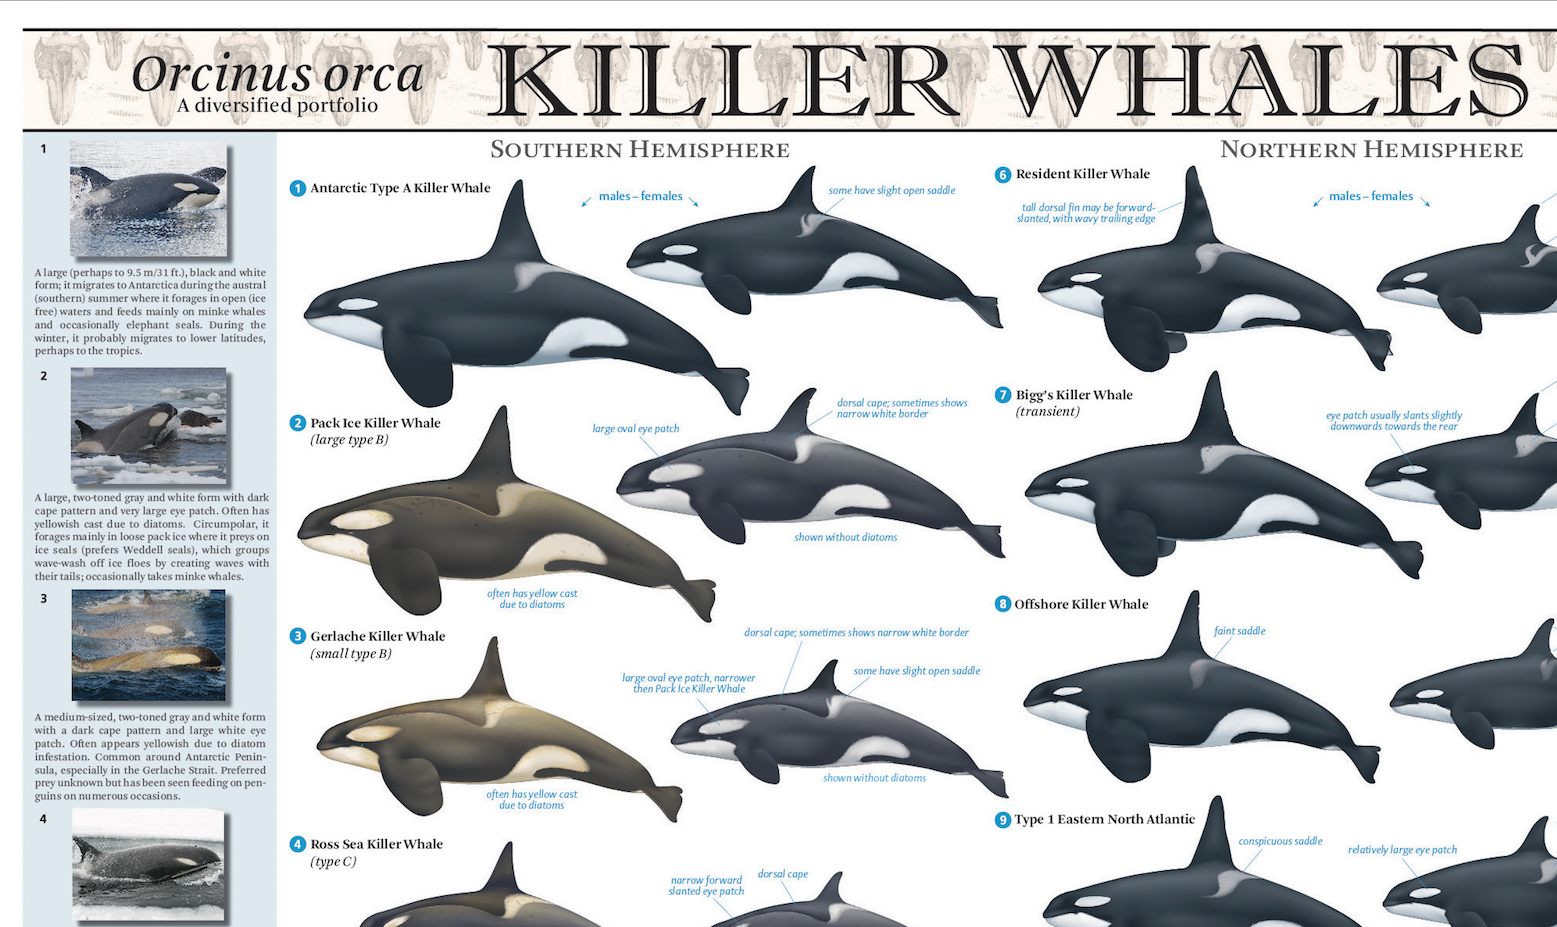 Orcinus orca
A diversified portfolio
KILLER WHALES
1
A large (perhaps to 9.5 m/31 ft.), black and white
form; it migrates to Antarctica during the austral
(southern) summer where it forages in open (ice
free) waters and feeds mainly on minke whales
and occasionally elephant seals. During the
winter, it probably migrates to lower latitudes,
perhaps to the tropics.
2
A large, two-toned gray and white form with dark
cape pattern and very large eye patch. Often has
yellowish cast due to diatoms. Circumpolar, it
forages mainly in loose pack ice where it preys on
ice seals (prefers Weddell seals), which groups
wave-wash off ice floes by creating waves with
their tails; occasionally takes minke whales.
3
A medium-sized, two-toned gray and white form
with a dark cape pattern and large white eye
patch. Often appears yellowish due to diatom
infestation. Common around Antarctic Penin-
sula, especially in the Gerlache Strait. Preferred
prey unknown but has been seen feeding on pen-
guins on numerous occasions.
4
SOUTHERN HEMISPHERE
1 Antarctic Type A Killer Whale
males – females
some have slight open saddle
2 Pack Ice Killer Whale
(large type B)
large oval eye patch
dorsal cape; sometimes shows
narrow white border
shown without diatoms
often has yellow cast
due to diatoms
3 Gerlache Killer Whale
(small type B)
dorsal cape; sometimes shows narrow white border
large oval eye patch, narrower
then Pack Ice Killer Whale
some have slight open saddle
shown without diatoms
often has yellow cast
due to diatoms
4 Ross Sea Killer Whale
(type C)
narrow forward
slanted eye patch
dorsal cape
NORTHERN HEMISPHERE
6 Resident Killer Whale
tall dorsal fin may be forward-
slanted, with wavy trailing edge
males – females
7 Bigg's Killer Whale
(transient)
eye patch usually slants slightly
downwards towards the rear
8 Offshore Killer Whale
faint saddle
9 Type 1 Eastern North Atlantic
conspicuous saddle
relatively large eye patch